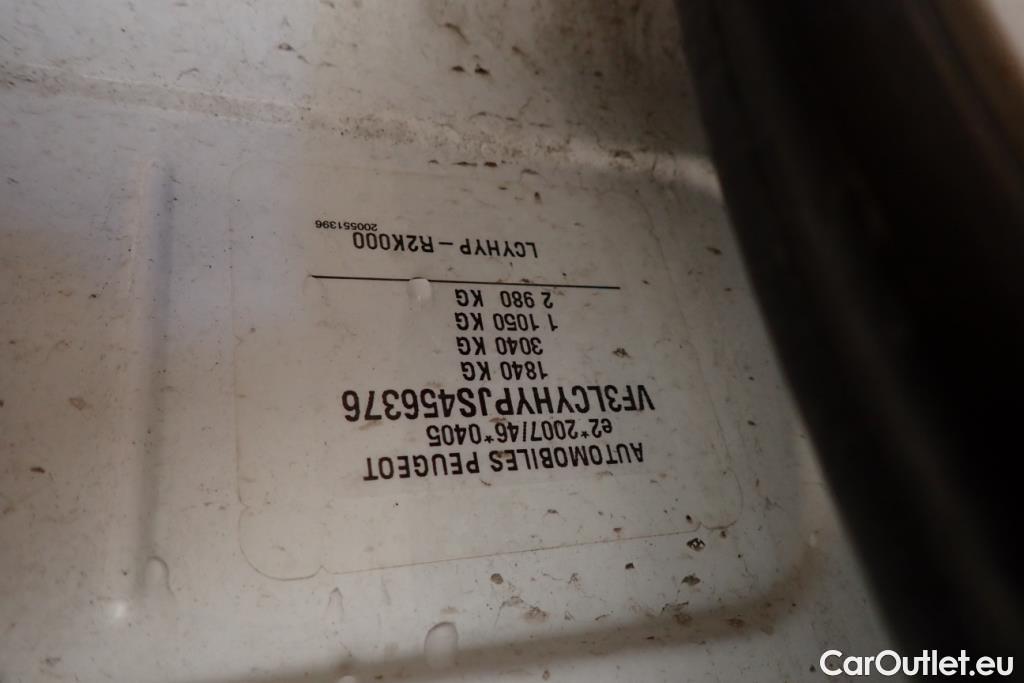 AUTOMOBILES PEUGEOT
e2*2007/46*0405
VF3LCYHYPJS456376
1840 KG
3040 KG
1 1050 KG
2 980 KG
LCYHYP – R2K000
200551396
CarOutlet.eu